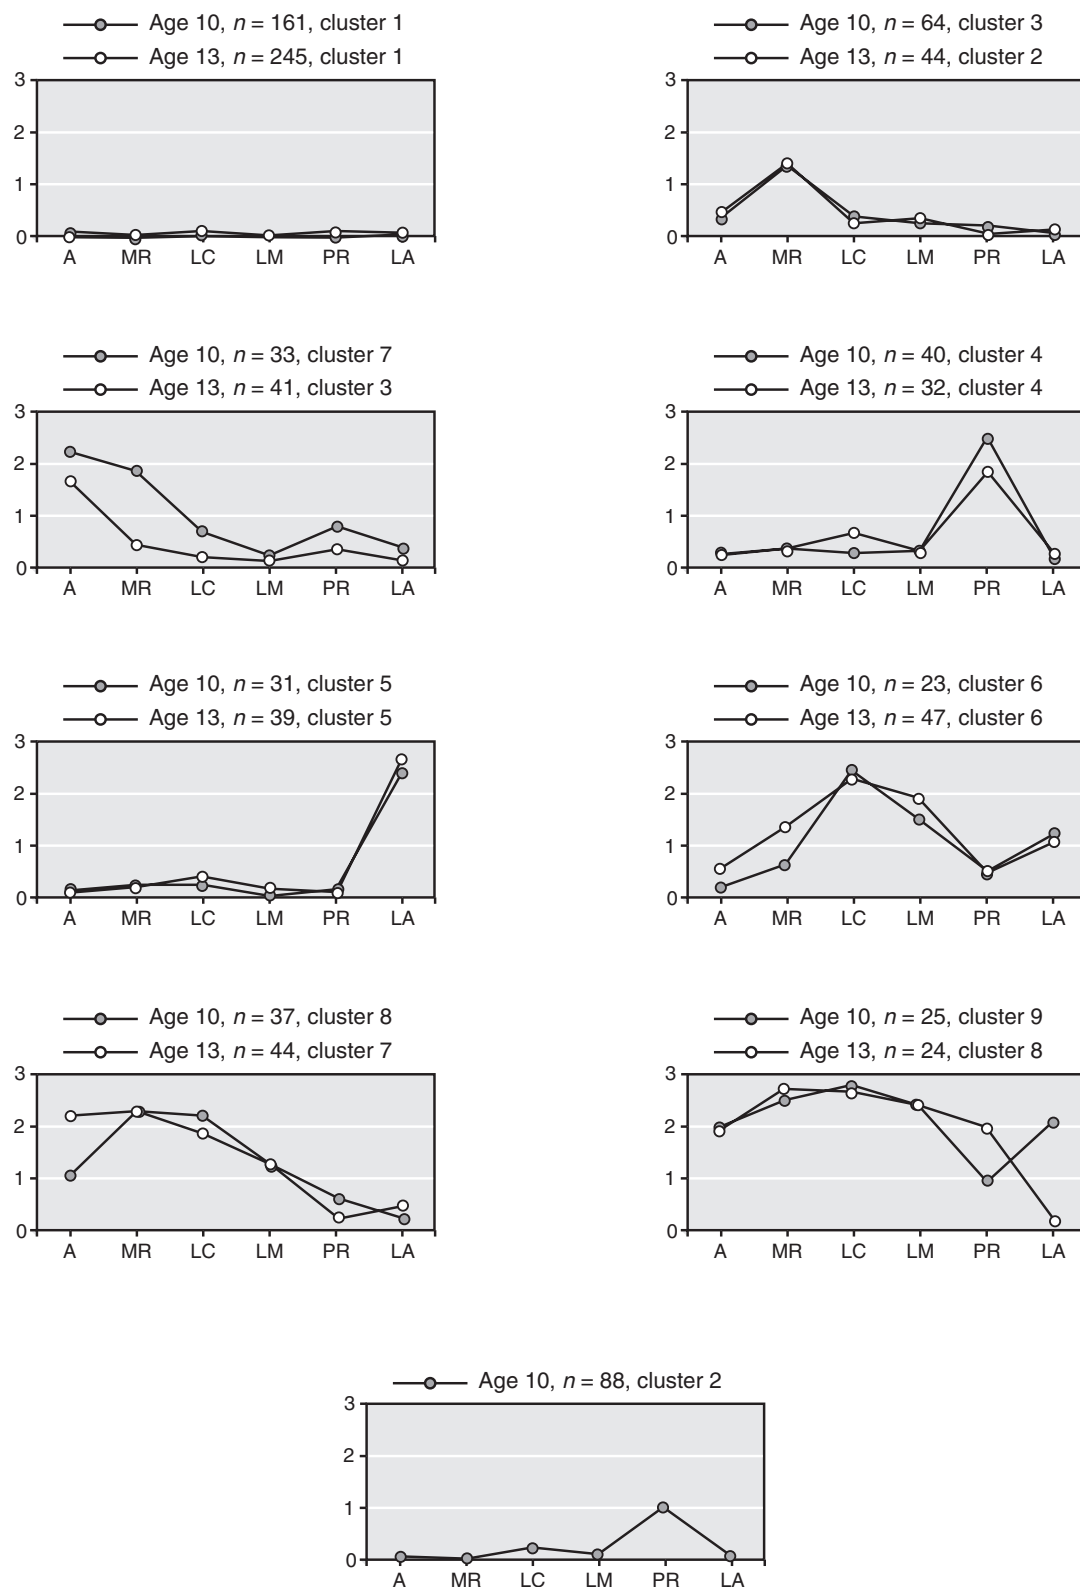 Age 10, n = 161, cluster 1
Age 13, n = 245, cluster 1
3
2
1
0
A MR LC LM PR LA
Age 10, n = 64, cluster 3
Age 13, n = 44, cluster 2
3
2
1
0
A MR LC LM PR LA
Age 10, n = 33, cluster 7
Age 13, n = 41, cluster 3
3
2
1
0
A MR LC LM PR LA
Age 10, n = 40, cluster 4
Age 13, n = 32, cluster 4
3
2
1
0
A MR LC LM PR LA
Age 10, n = 31, cluster 5
Age 13, n = 39, cluster 5
3
2
1
0
A MR LC LM PR LA
Age 10, n = 23, cluster 6
Age 13, n = 47, cluster 6
3
2
1
0
A MR LC LM PR LA
Age 10, n = 37, cluster 8
Age 13, n = 44, cluster 7
3
2
1
0
A MR LC LM PR LA
Age 10, n = 25, cluster 9
Age 13, n = 24, cluster 8
3
2
1
0
A MR LC LM PR LA
Age 10, n = 88, cluster 2
3
2
1
0
A MR LC LM PR LA